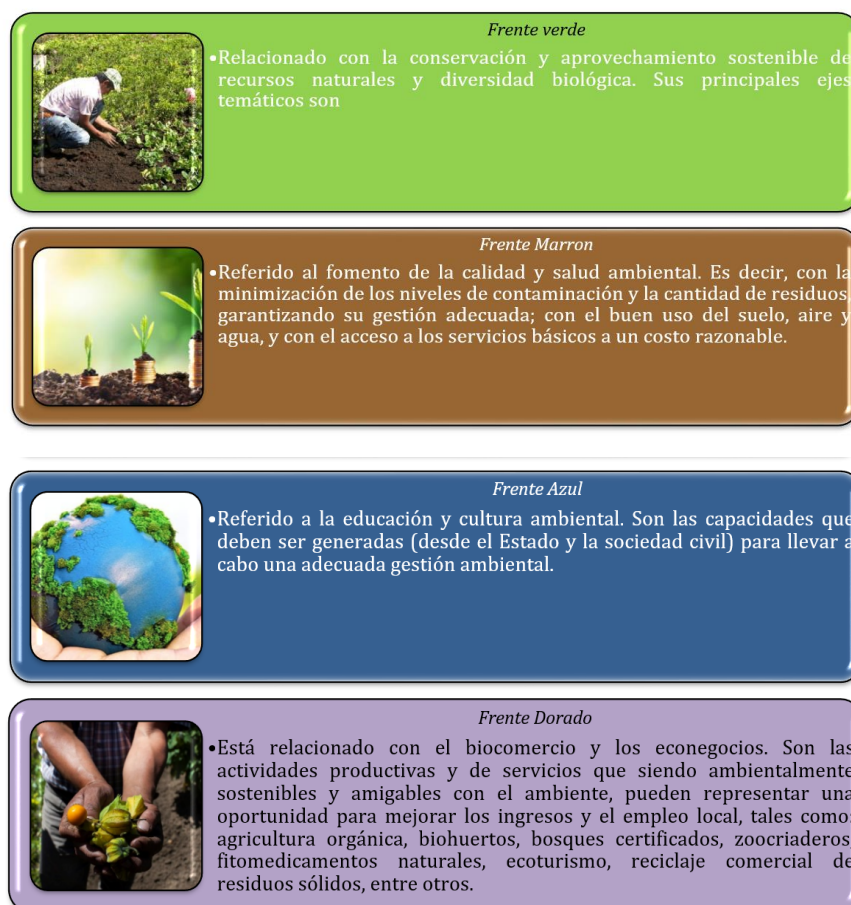 Frente verde
•Relacionado con la conservación y aprovechamiento sostenible de
recursos naturales y diversidad biológica. Sus principales ejes
temáticos son
Frente Marron
•Referido al fomento de la calidad y salud ambiental. Es decir, con la
minimización de los niveles de contaminación y la cantidad de residuos,
garantizando su gestión adecuada; con el buen uso del suelo, aire y
agua, y con el acceso a los servicios básicos a un costo razonable.
Frente Azul
•Referido a la educación y cultura ambiental. Son las capacidades que
deben ser generadas (desde el Estado y la sociedad civil) para llevar a
cabo una adecuada gestión ambiental.
Frente Dorado
•Está relacionado con el biocomercio y los econegocios. Son las
actividades productivas y de servicios que siendo ambientalmente
sostenibles y amigables con el ambiente, pueden representar una
oportunidad para mejorar los ingresos y el empleo local, tales como:
agricultura orgánica, biohuertos, bosques certificados, zoocriaderos,
fitomedicamentos naturales, ecoturismo, reciclaje comercial de
residuos sólidos, entre otros.